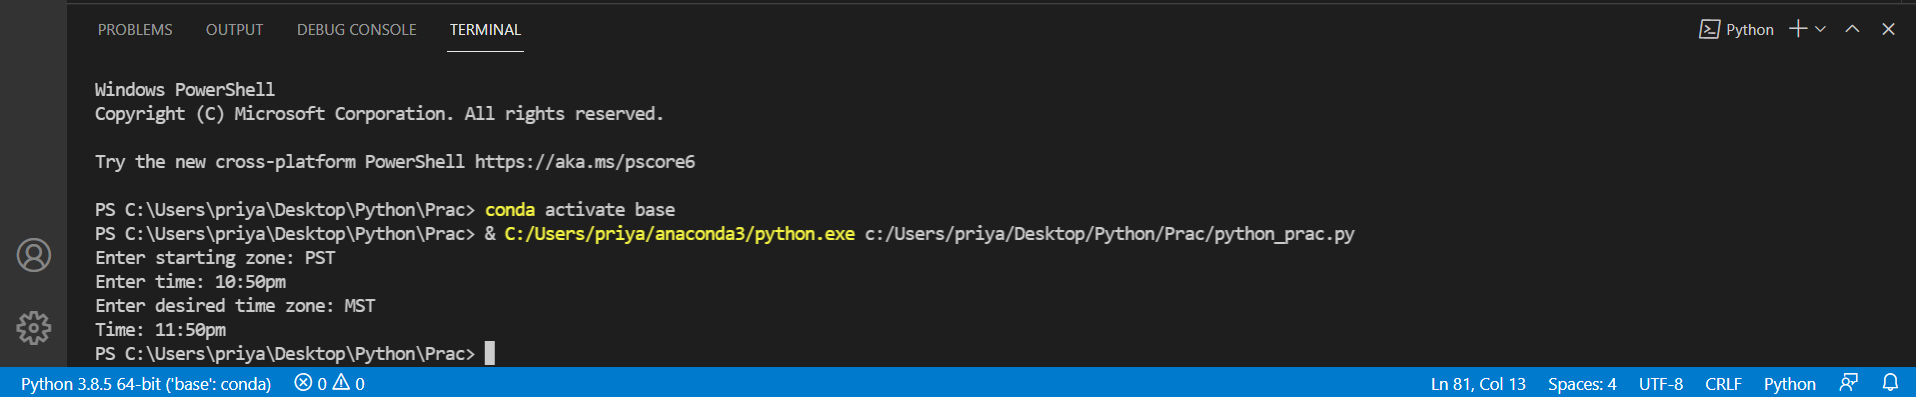 PROBLEMS OUTPUT DEBUG CONSOLE TERMINAL Python
Windows PowerShell
Copyright (C) Microsoft Corporation. All rights reserved.
Try the new cross-platform PowerShell https://aka.ms/pscore6
PS C:\Users\priya\Desktop\Python\Prac> conda activate base
PS C:\Users\priya\Desktop\Python\Prac> & C:/Users/priya/anaconda3/python.exe c:/Users/priya/Desktop/Python/Prac/python_prac.py
Enter starting zone: PST
Enter time: 10:50pm
Enter desired time zone: MST
Time: 11:50pm
PS C:\Users\priya\Desktop\Python\Prac>
Python 3.8.5 64-bit ('base': conda) 0 0 Ln 81, Col 13 Spaces: 4 UTF-8 CRLF Python